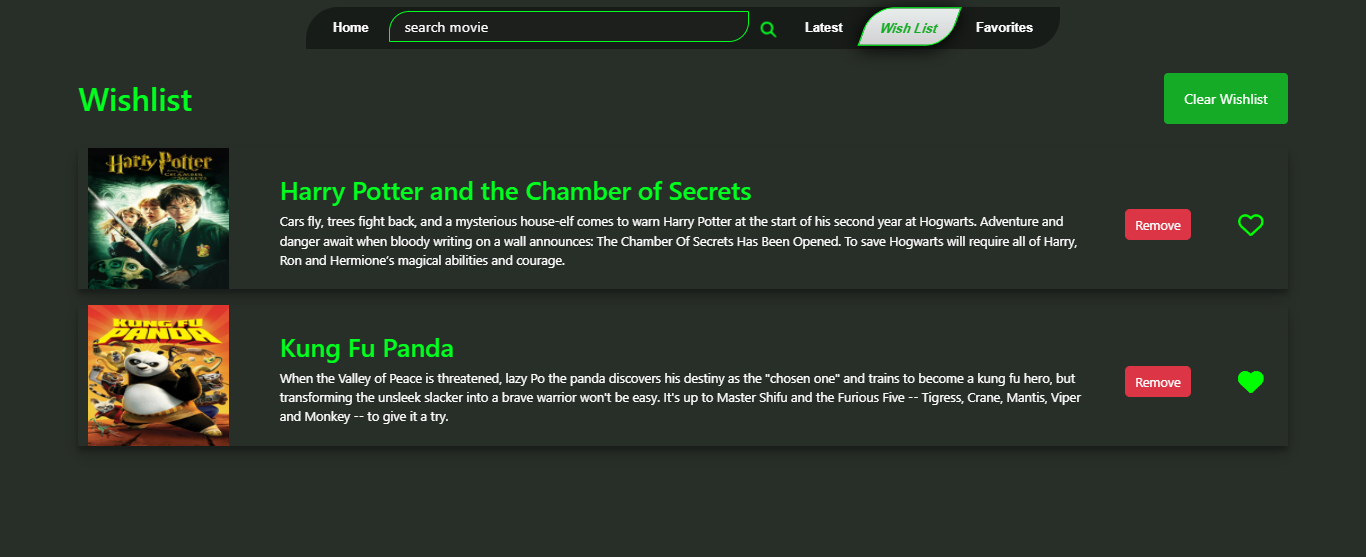 Home
search movie
Latest
Wish List
Favorites
Wishlist
Clear Wishlist
Harry Potter
CHAMBER
SECRETS
Harry Potter and the Chamber of Secrets
Cars fly, trees fight back, and a mysterious house-elf comes to warn Harry Potter at the start of his second year at Hogwarts. Adventure and
danger await when bloody writing on a wall announces: The Chamber Of Secrets Has Been Opened. To save Hogwarts will require all of Harry,
Ron and Hermione’s magical abilities and courage.
Remove
KUNG FU
PANDA
Kung Fu Panda
When the Valley of Peace is threatened, lazy Po the panda discovers his destiny as the "chosen one" and trains to become a kung fu hero, but
transforming the unsleek slacker into a brave warrior won't be easy. It's up to Master Shifu and the Furious Five -- Tigress, Crane, Mantis, Viper
and Monkey -- to give it a try.
Remove